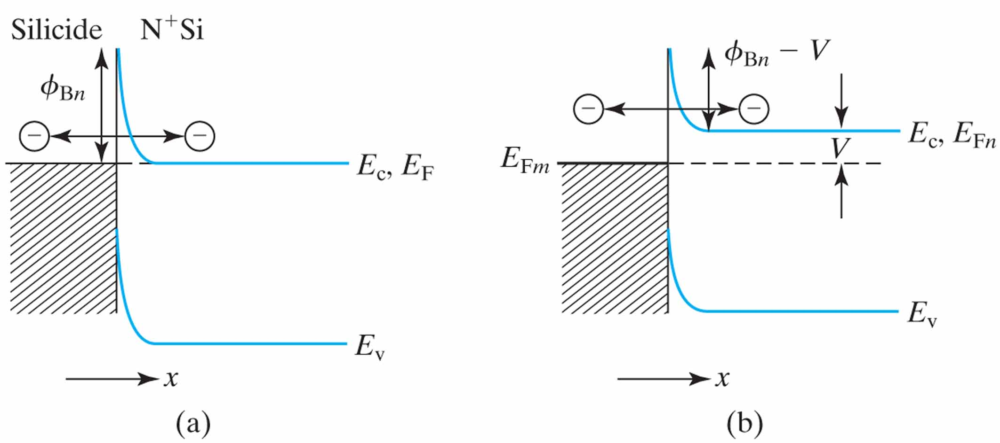 Silicide N⁺Si
ϕBn
− −
Ec, EF
Ev
x
(a)
ϕBn − V
− −
Ec, EFn
V
EFm
Ev
x
(b)